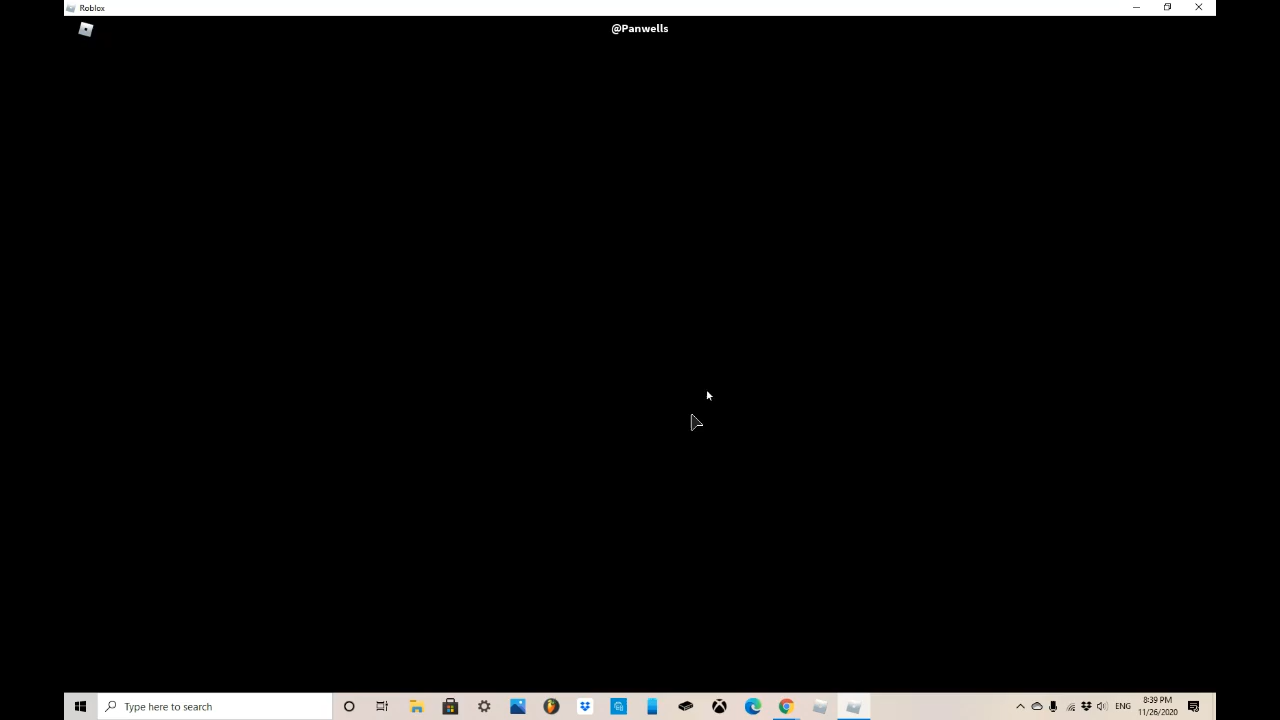 Roblox
@Panwells
Type here to search
ENG
8:39 PM
11/26/2020